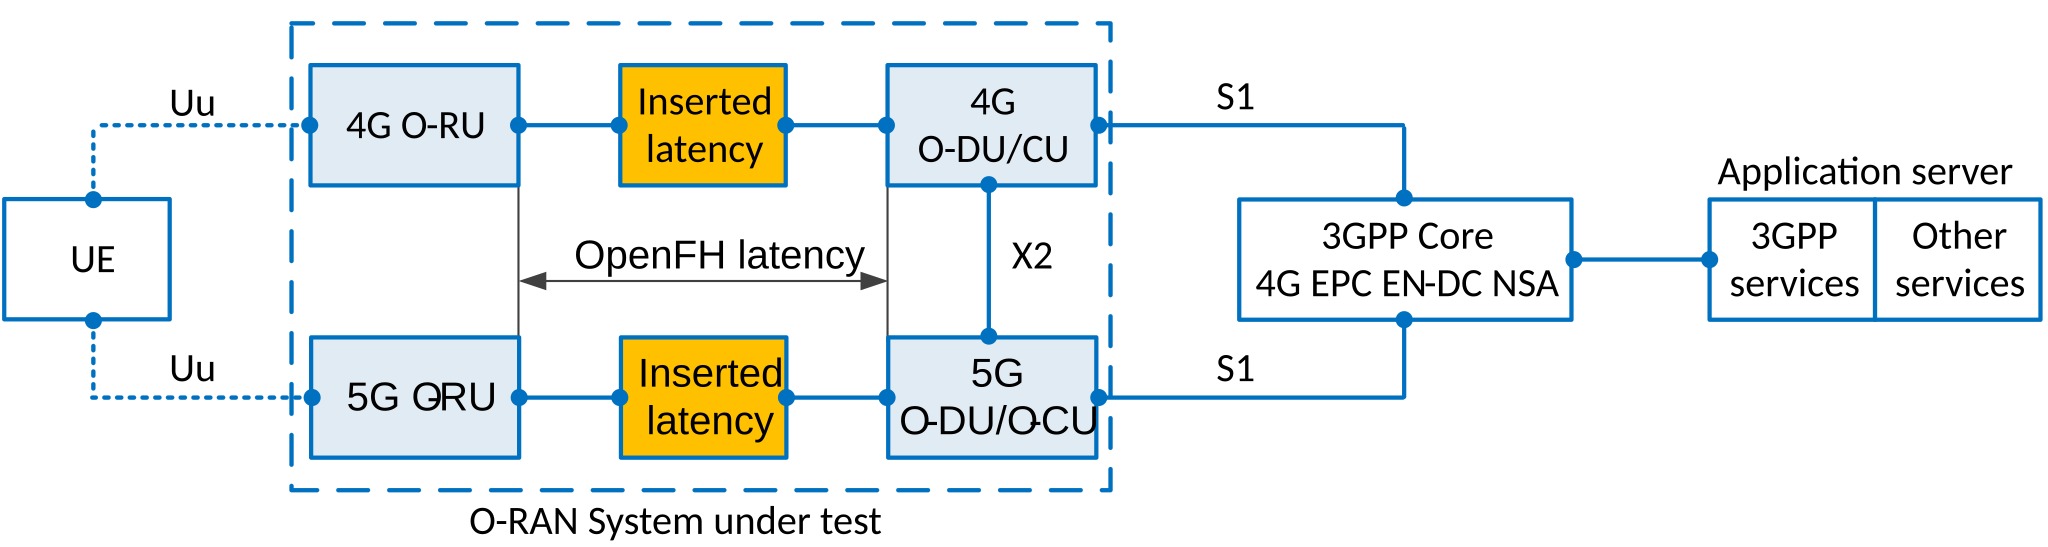 Uu
4G O-RU
Inserted
latency
4G
O-DU/CU
S1
UE
OpenFH latency
X2
3GPP Core
4G EPC EN-DC NSA
Application server
3GPP
services
Other
services
Uu
5G O-RU
Inserted
latency
5G
O-DU/O-CU
S1
O-RAN System under test